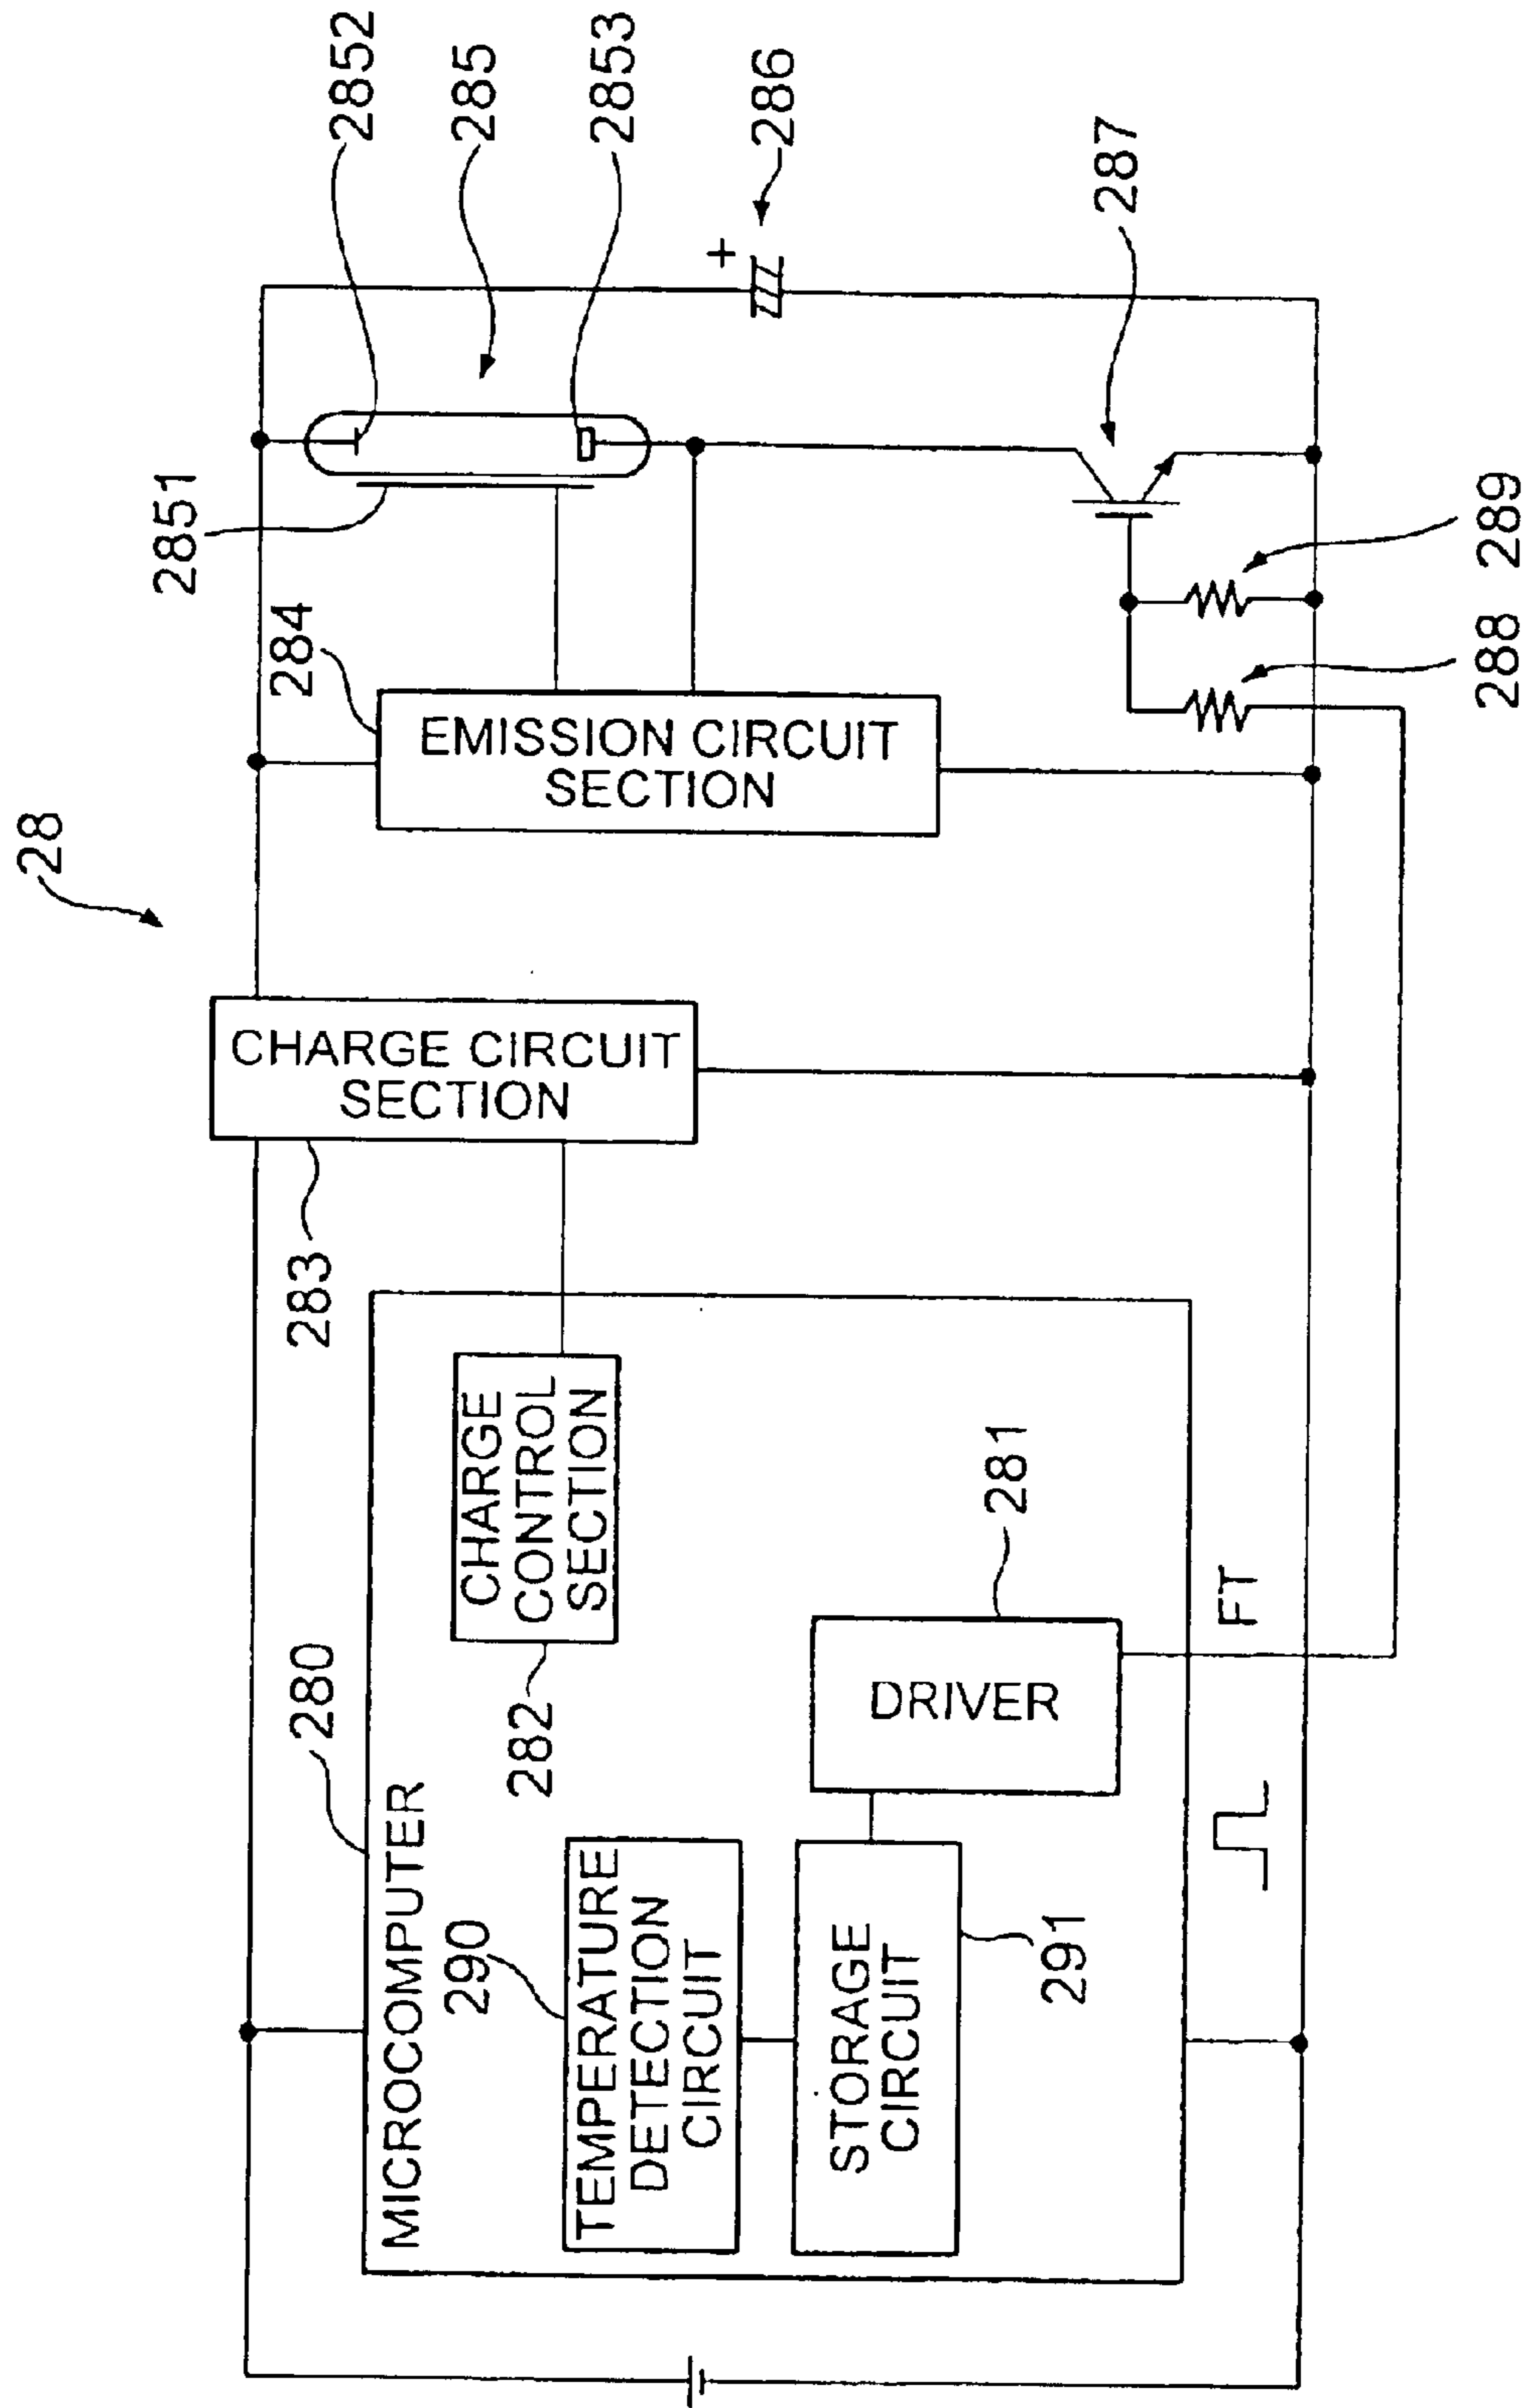 28
2851
2852
285
2853
+
286
284
EMISSION CIRCUIT
SECTION
287
288
289
CHARGE CIRCUIT
SECTION
283
280
MICROCOMPUTER
CHARGE
CONTROL
SECTION
282
281
DRIVER
290
TEMPERATURE
DETECTION
CIRCUIT
STORAGE
CIRCUIT
291
FT